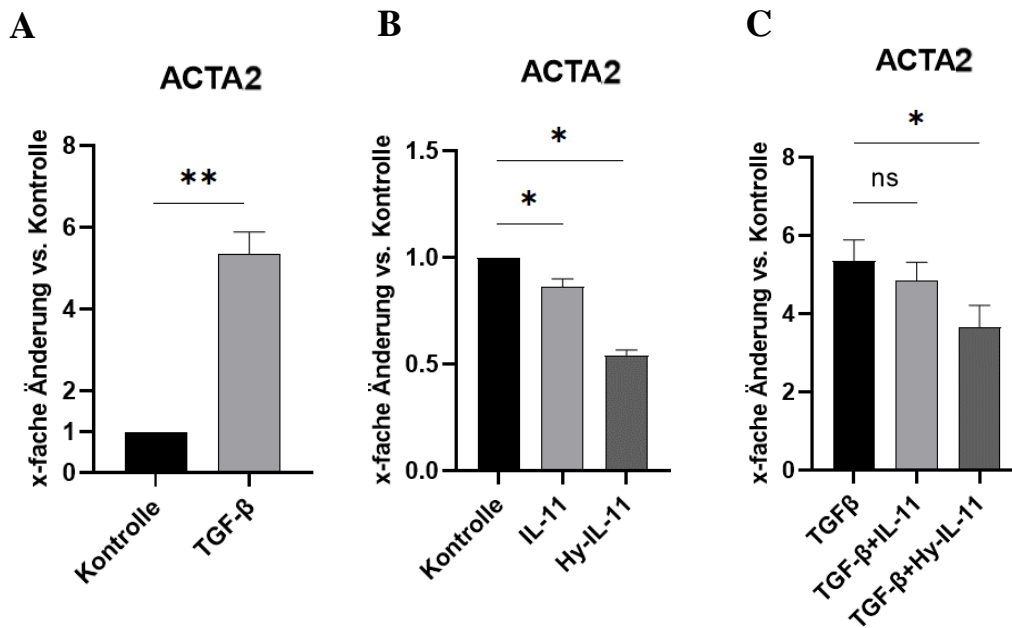 A
ACTA2
x-fache Änderung vs. Kontrolle
8
6
4
2
1
0
**
Kontrolle
TGF-β
B
ACTA2
x-fache Änderung vs. Kontrolle
1.5
1.0
0.5
0.0
*
*
Kontrolle
IL-11
Hy-IL-11
C
ACTA2
x-fache Änderung vs. Kontrolle
8
6
4
2
0
*
ns
TGFβ
TGF-β+IL-11
TGF-β+Hy-IL-11